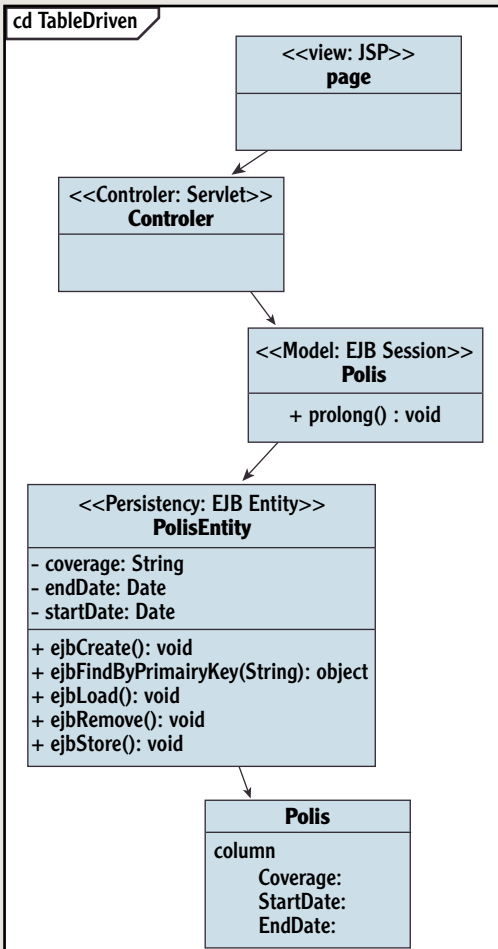 cd TableDriven
<<view: JSP>>
page
<<Controler: Servlet>>
Controler
<<Model: EJB Session>>
Polis
+ prolong() : void
<<Persistency: EJB Entity>>
PolisEntity
- coverage: String
- endDate: Date
- startDate: Date
+ ejbCreate(): void
+ ejbFindByPrimairyKey(String): object
+ ejbLoad(): void
+ ejbRemove(): void
+ ejbStore(): void
Polis
column
Coverage:
StartDate:
EndDate: